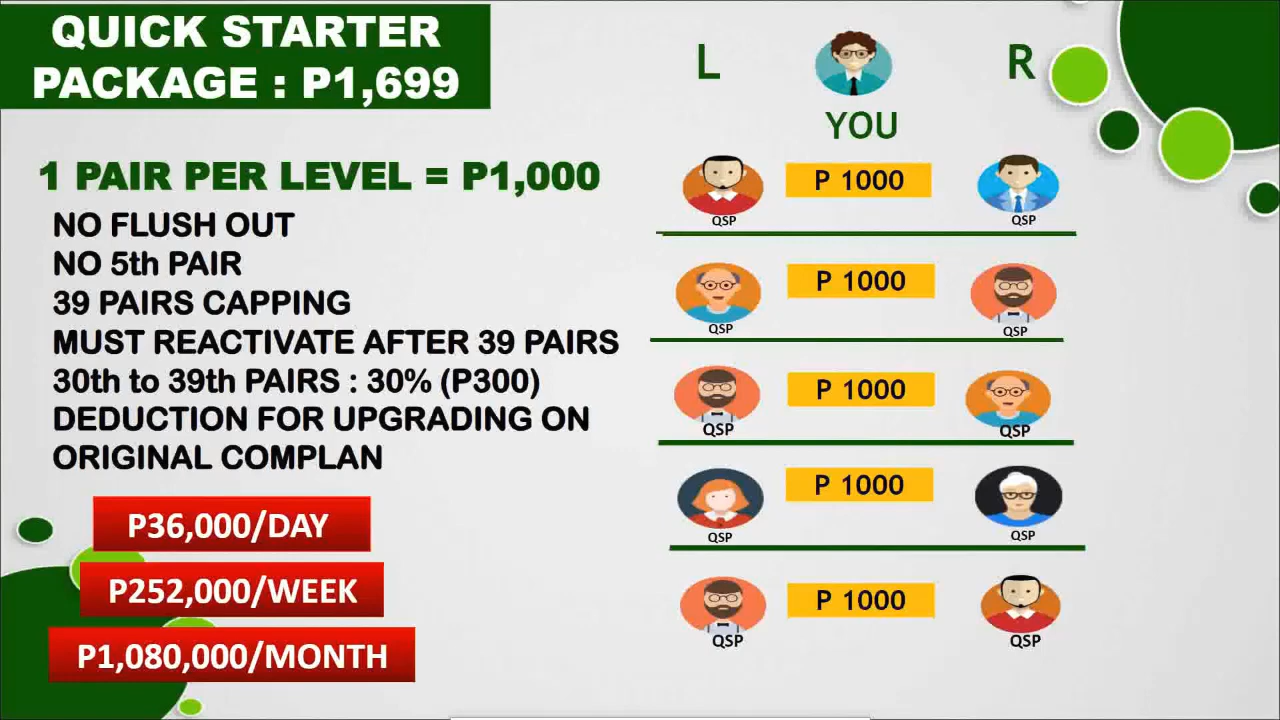 QUICK STARTER
PACKAGE : P1,699
1 PAIR PER LEVEL = P1,000
NO FLUSH OUT
NO 5th PAIR
39 PAIRS CAPPING
MUST REACTIVATE AFTER 39 PAIRS
30th to 39th PAIRS : 30% (P300)
DEDUCTION FOR UPGRADING ON
ORIGINAL COMPLAN
P36,000/DAY
P252,000/WEEK
P1,080,000/MONTH
L R
YOU
P 1000
QSP QSP
P 1000
QSP QSP
P 1000
QSP QSP
P 1000
QSP QSP
P 1000
QSP QSP